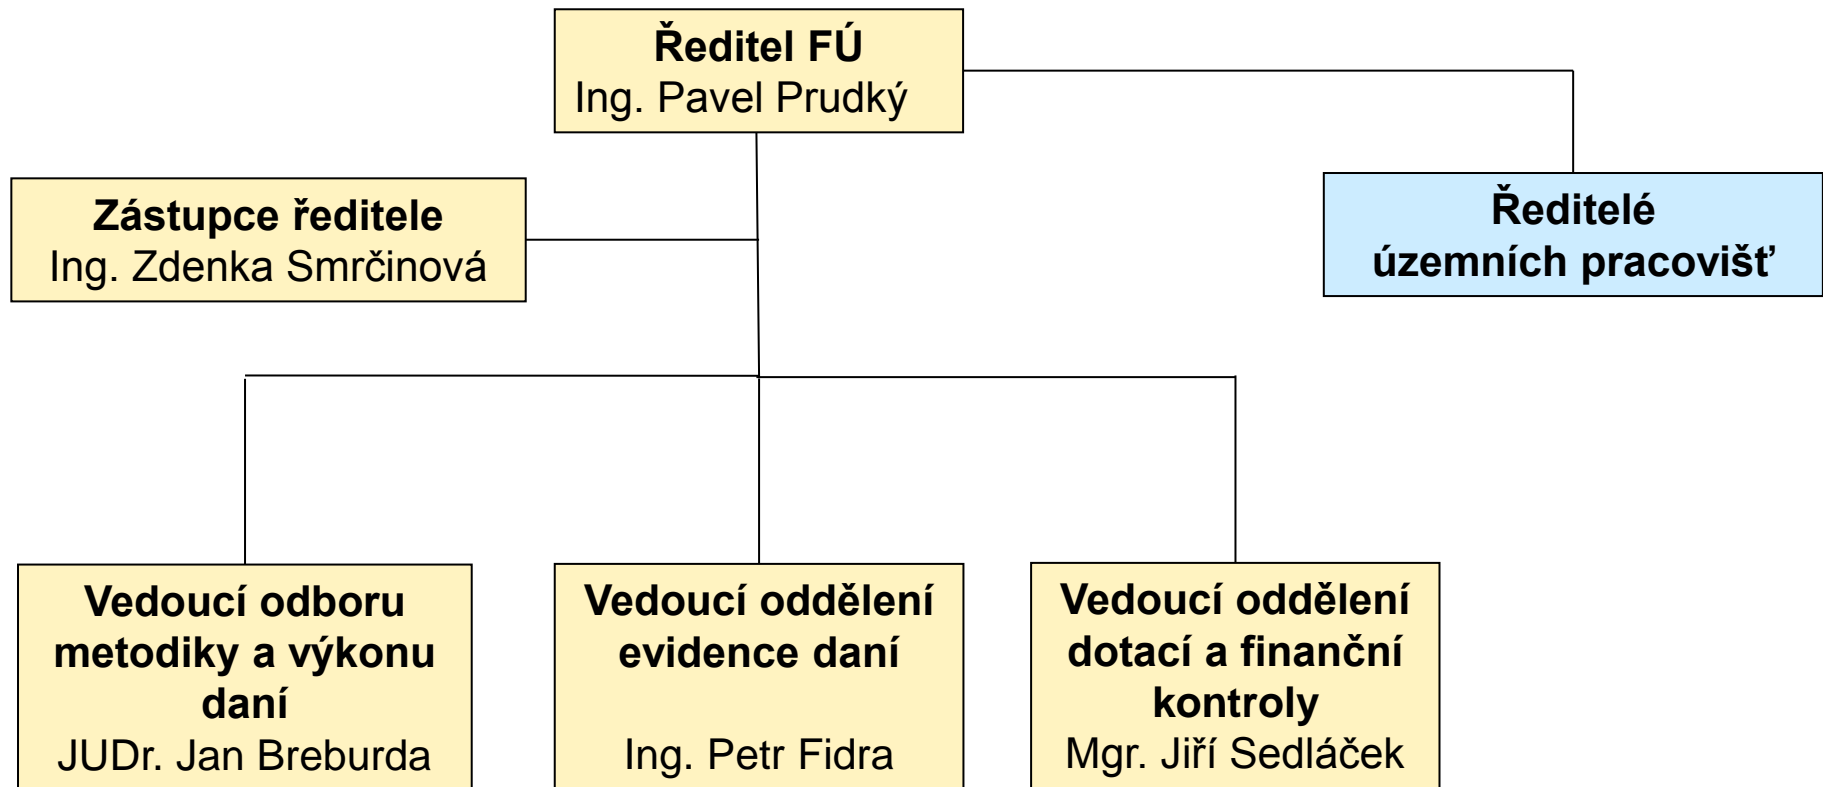 Ředitel FÚ
Ing. Pavel Prudký
Zástupce ředitele
Ing. Zdenka Smrčinová
Ředitelé
územních pracovišť
Vedoucí odboru
metodiky a výkonu
daní
JUDr. Jan Breburda
Vedoucí oddělení
evidence daní
Ing. Petr Fidra
Vedoucí oddělení
dotací a finanční
kontroly
Mgr. Jiří Sedláček